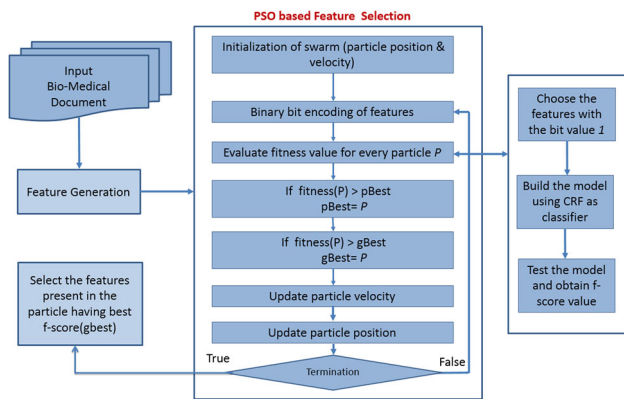 PSO based Feature Selection
Input
Bio-Medical
Document
Feature Generation
Initialization of swarm (particle position &
velocity)
Binary bit encoding of features
Evaluate fitness value for every particle P
If fitness(P) > pBest
pBest= P
If fitness(P) > gBest
gBest= P
Update particle velocity
Update particle position
True
False
Termination
Select the features
present in the
particle having best
f-score(gbest)
Choose the
features with
the bit value 1
Build the model
using CRF as
classifier
Test the model
and obtain f-
score value